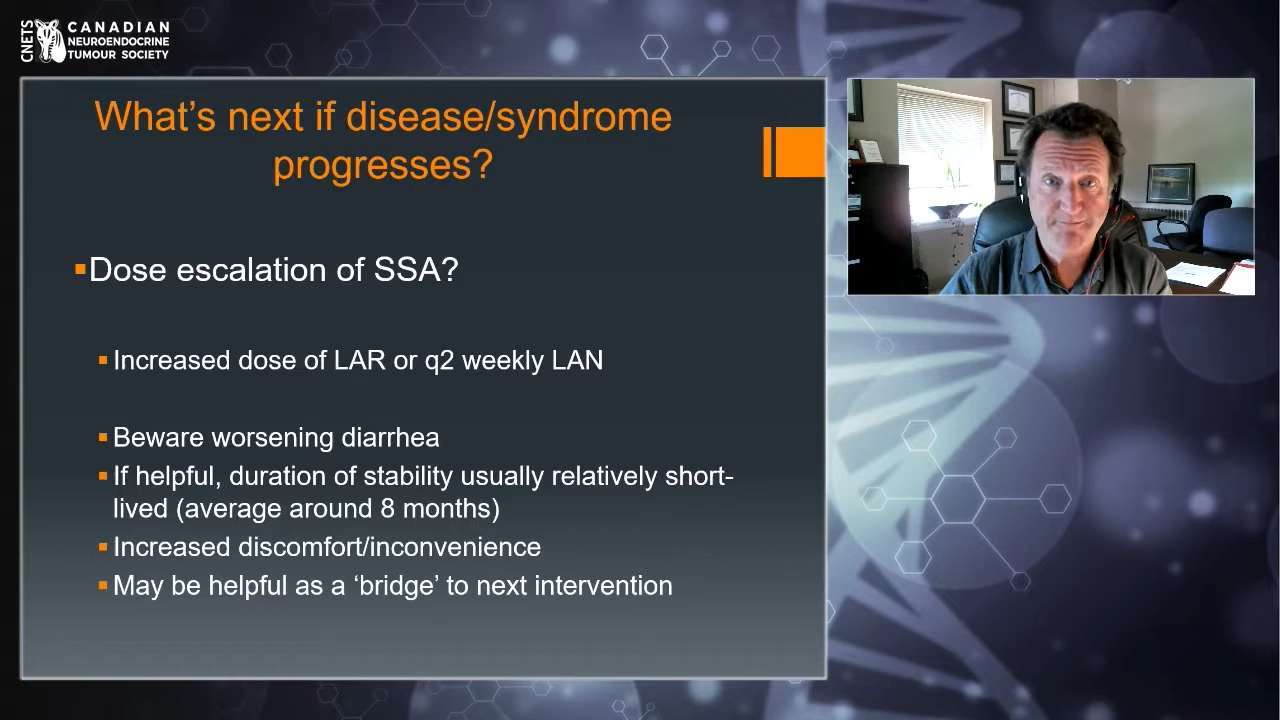 CNETS
CANADIAN
NEUROENDOCRINE
TUMOUR SOCIETY
What's next if disease/syndrome
progresses?
▪Dose escalation of SSA?
▪Increased dose of LAR or q2 weekly LAN
▪Beware worsening diarrhea
▪If helpful, duration of stability usually relatively short-
lived (average around 8 months)
▪Increased discomfort/inconvenience
▪May be helpful as a ‘bridge’ to next intervention